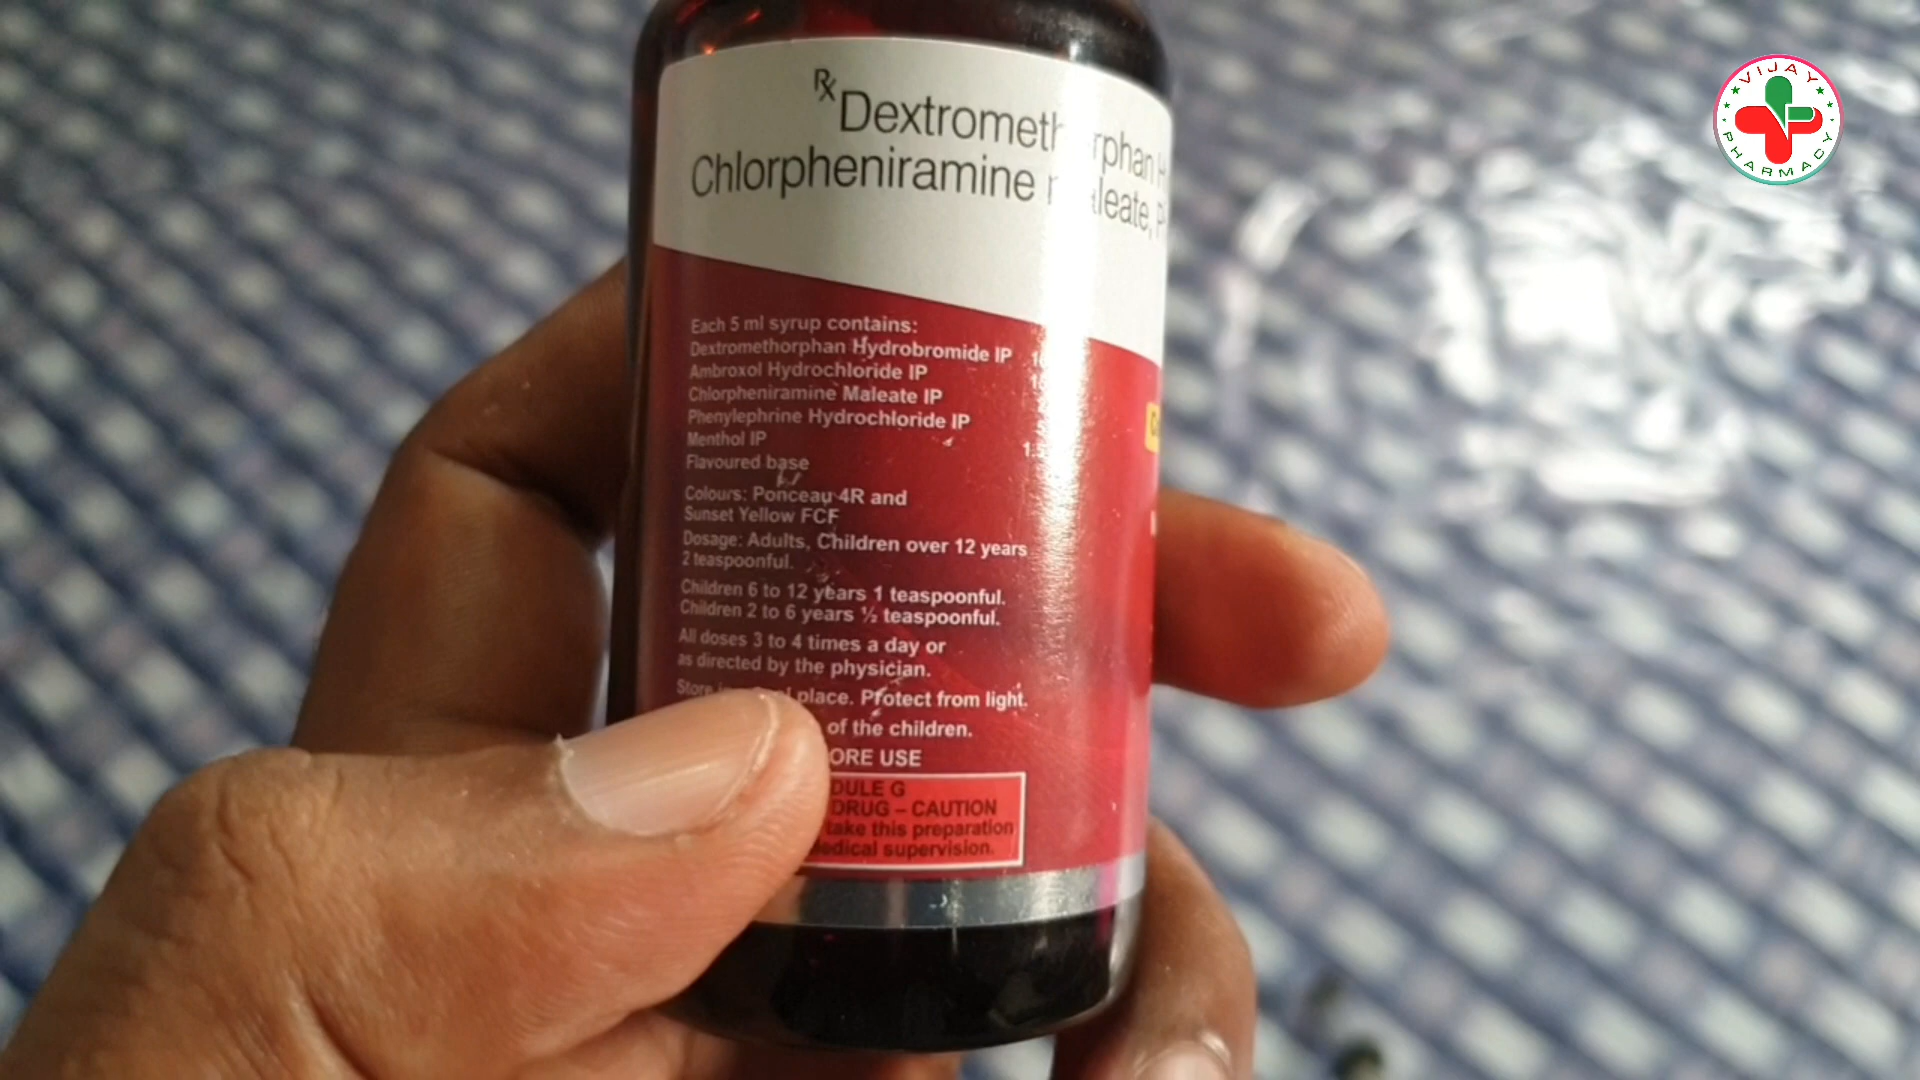 Rx
Dextrometh rphan H
Chlorpheniramine m aleate, P
Each 5 ml syrup contains:
Dextromethorphan Hydrobromide IP
Ambroxol Hydrochloride IP
Chlorpheniramine Maleate IP
Phenylephrine Hydrochloride IP
Menthol IP
Flavoured base
Colours: Ponceau 4R and
Sunset Yellow FCF
Dosage: Adults, Children over 12 years
2 teaspoonful.
Children 6 to 12 years 1 teaspoonful.
Children 2 to 6 years ½ teaspoonful.
All doses 3 to 4 times a day or
as directed by the physician.
Store place. Protect from light.
of the children.
ORE USE
DULE G
DRUG – CAUTION
take this preparation
Medical supervision.
VIJAY
PHARMACY